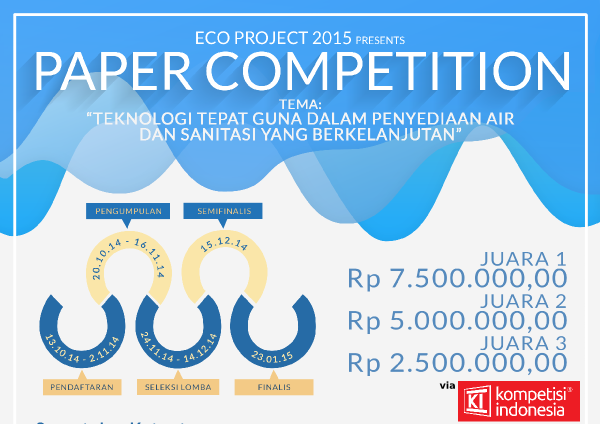 ECO PROJECT 2015 PRESENTS
PAPER COMPETITION
TEMA:
"TEKNOLOGI TEPAT GUNA DALAM PENYEDIAAN AIR
DAN SANITASI YANG BERKELANJUTAN"
PENGUMPULAN
SEMIFINALIS
20.10.14 - 16.11.14
15.12.14
13.10.14 - 2.11.14
24.11.14 - 14.12.14
23.01.15
PENDAFTARAN
SELEKSI LOMBA
FINALIS
JUARA 1
Rp 7.500.000,00
JUARA 2
Rp 5.000.000,00
JUARA 3
Rp 2.500.000,00
via
KI kompetisi®
indonesia